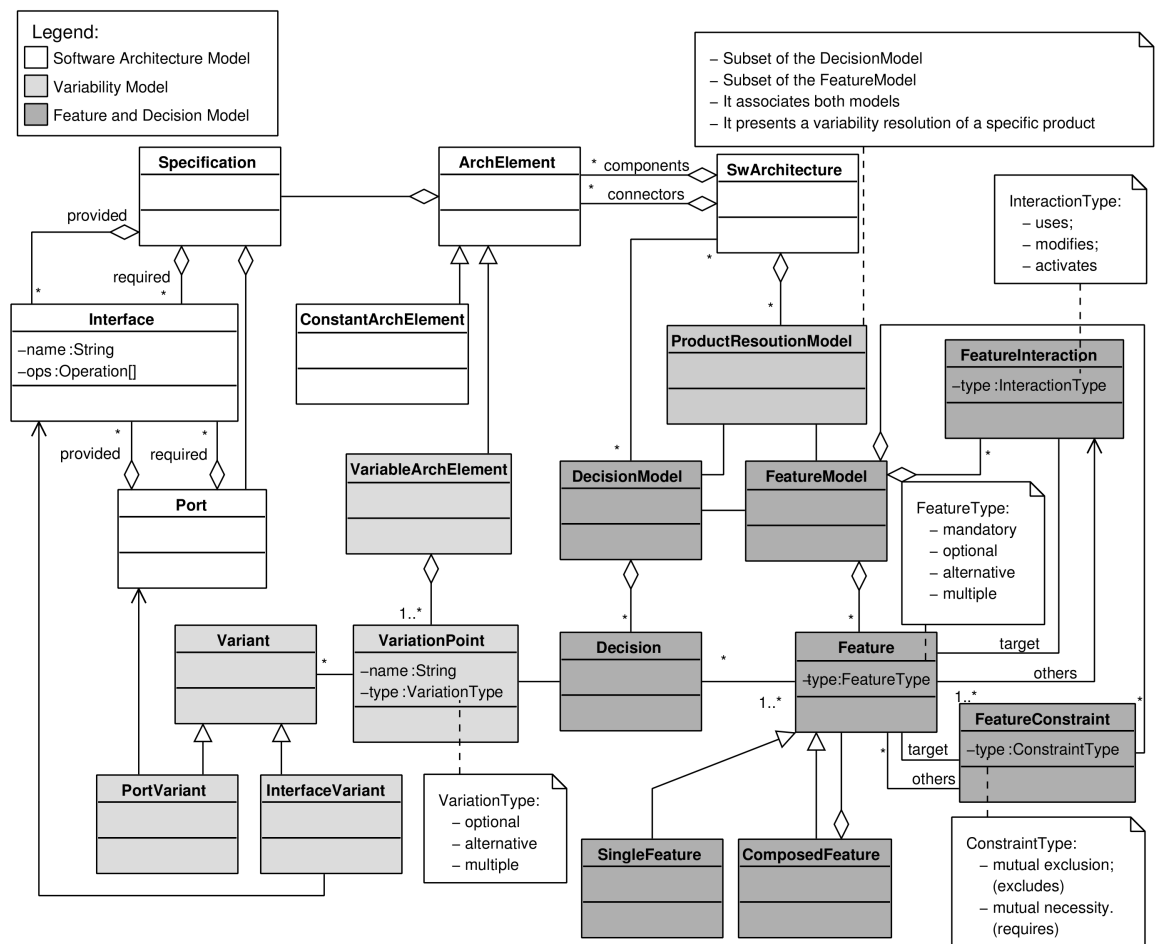 Legend:
Software Architecture Model
Variability Model
Feature and Decision Model
– Subset of the DecisionModel
– Subset of the FeatureModel
– It associates both models
– It presents a variability resolution of a specific product
Specification
ArchElement
* components
* connectors
SwArchitecture
InteractionType:
– uses;
– modifies;
– activates
provided
*
required
*
*
*
Interface
–name :String
–ops :Operation[]
ConstantArchElement
ProductResoutionModel
FeatureInteraction
–type :InteractionType
*
provided
*
required
*
*
Port
VariableArchElement
DecisionModel
FeatureModel
FeatureType:
– mandatory
– optional
– alternative
– multiple
1..*
*
*
Variant
*
VariationPoint
–name :String
–type :VariationType
Decision
*
1..*
Feature
–type:FeatureType
target
others
1..*
*
FeatureConstraint
–type :ConstraintType
*
target
others
PortVariant
InterfaceVariant
VariationType:
– optional
– alternative
– multiple
SingleFeature
ComposedFeature
ConstraintType:
– mutual exclusion;
(excludes)
– mutual necessity.
(requires)